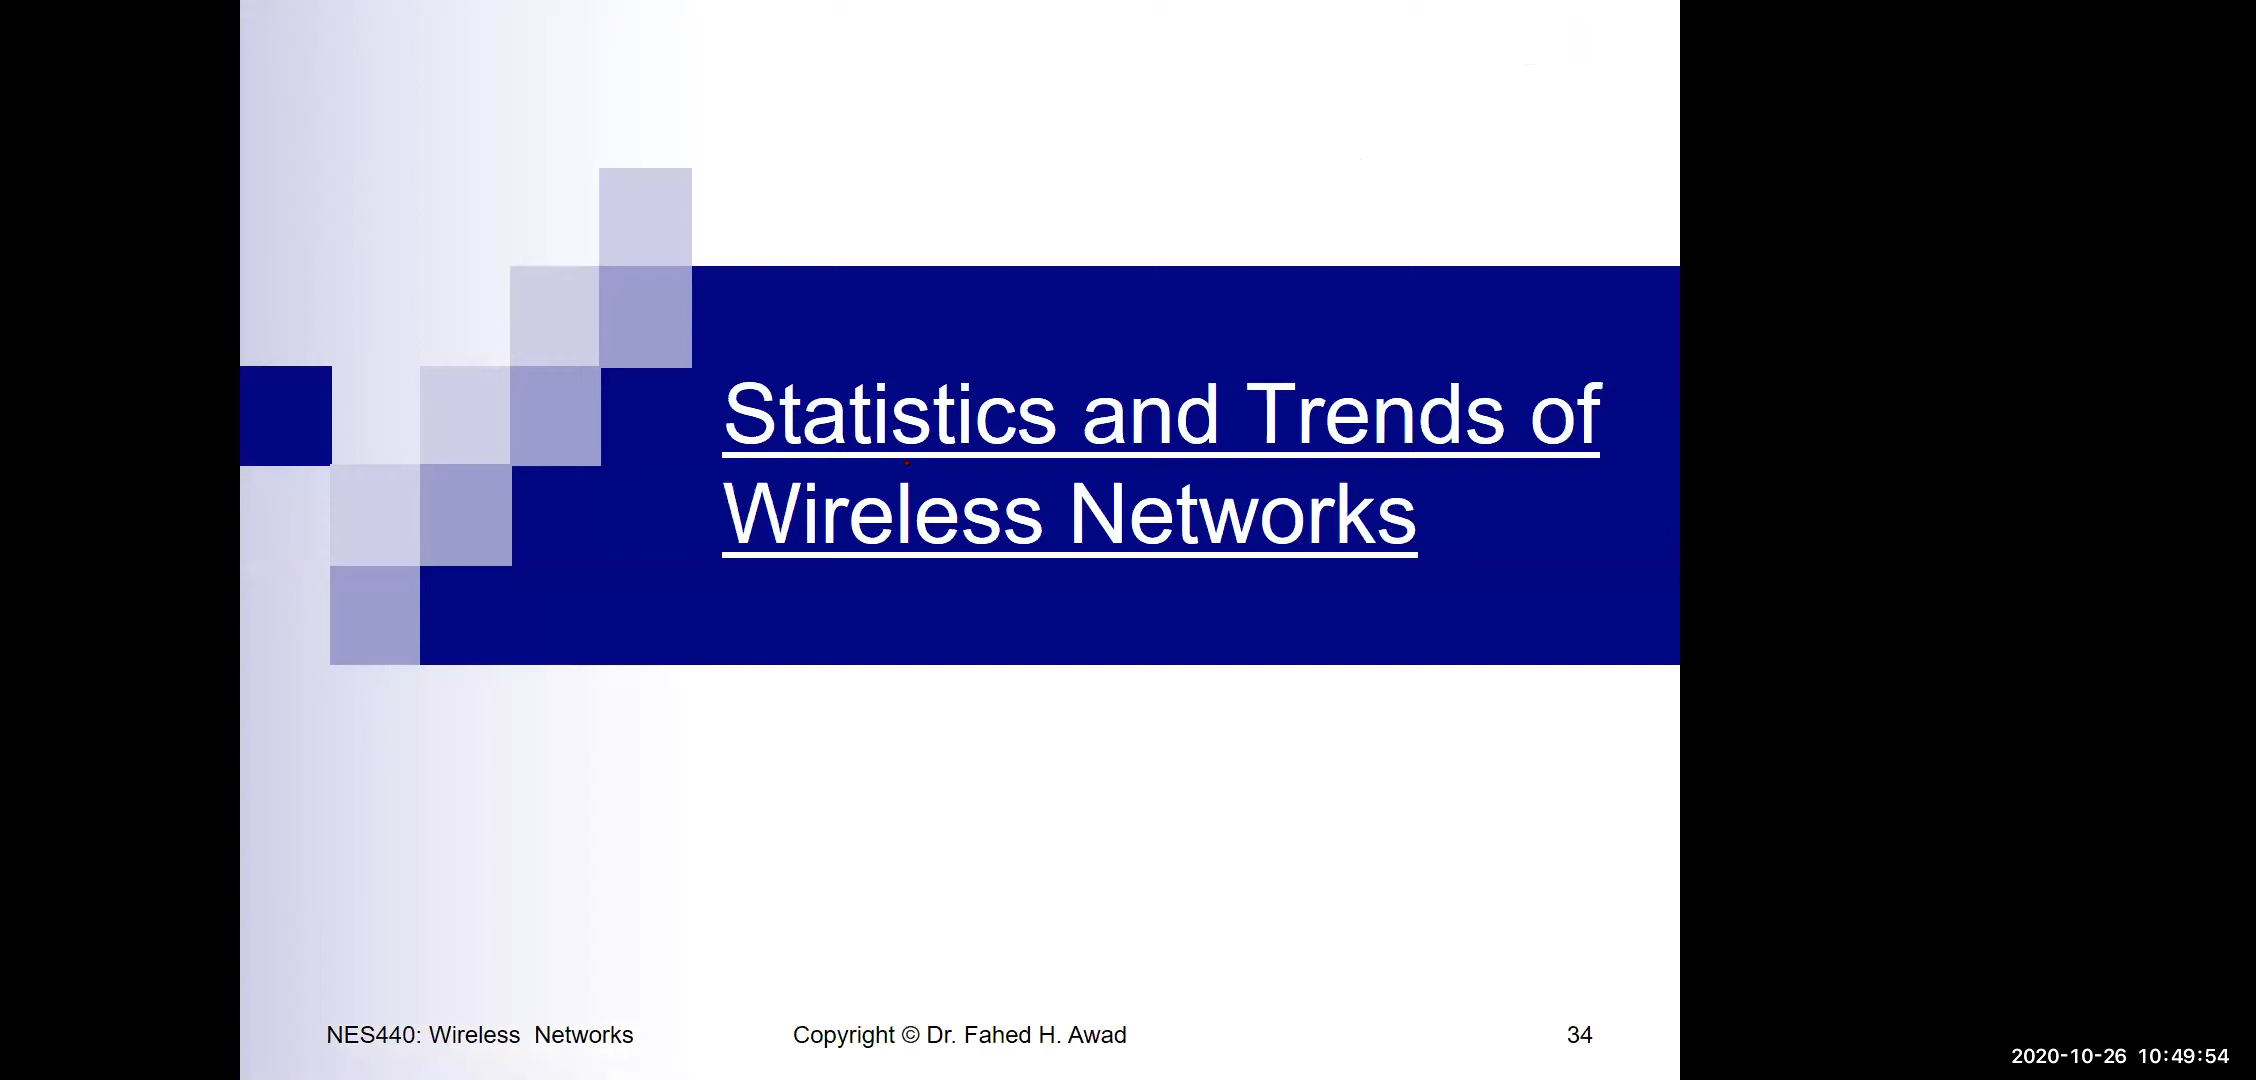 Statistics and Trends of
Wireless Networks
NES440: Wireless  Networks
Copyright © Dr. Fahed H. Awad
34
2020-10-26 10:49:54